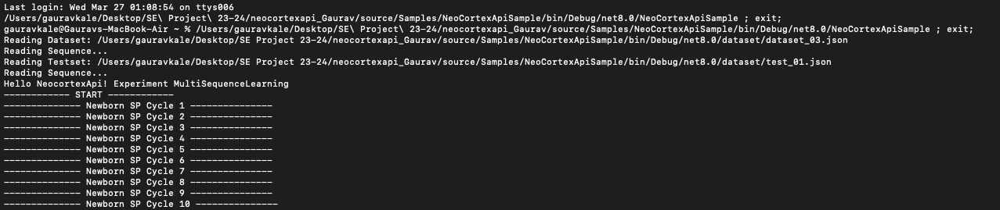 Last login: Wed Mar 27 01:08:54 on ttys006
/Users/gauravkale/Desktop/SE\ Project\ 23-24/neocortexapi_Gaurav/source/Samples/NeoCortexApiSample/bin/Debug/net8.0/NeoCortexApiSample ; exit;
gauravkale@Gauravs-MacBook-Air ~ % /Users/gauravkale/Desktop/SE\ Project\ 23-24/neocortexapi_Gaurav/source/Samples/NeoCortexApiSample/bin/Debug/net8.0/NeoCortexApiSample ; exit;
Reading Dataset: /Users/gauravkale/Desktop/SE Project 23-24/neocortexapi_Gaurav/source/Samples/NeoCortexApiSample/bin/Debug/net8.0/dataset/dataset_03.json
Reading Sequence...
Reading Testset: /Users/gauravkale/Desktop/SE Project 23-24/neocortexapi_Gaurav/source/Samples/NeoCortexApiSample/bin/Debug/net8.0/dataset/test_01.json
Reading Sequence...
Hello NeocortexApi! Experiment MultiSequenceLearning
------------ START ------------
-------------- Newborn SP Cycle 1 ---------------
-------------- Newborn SP Cycle 2 ---------------
-------------- Newborn SP Cycle 3 ---------------
-------------- Newborn SP Cycle 4 ---------------
-------------- Newborn SP Cycle 5 ---------------
-------------- Newborn SP Cycle 6 ---------------
-------------- Newborn SP Cycle 7 ---------------
-------------- Newborn SP Cycle 8 ---------------
-------------- Newborn SP Cycle 9 ---------------
-------------- Newborn SP Cycle 10 ---------------